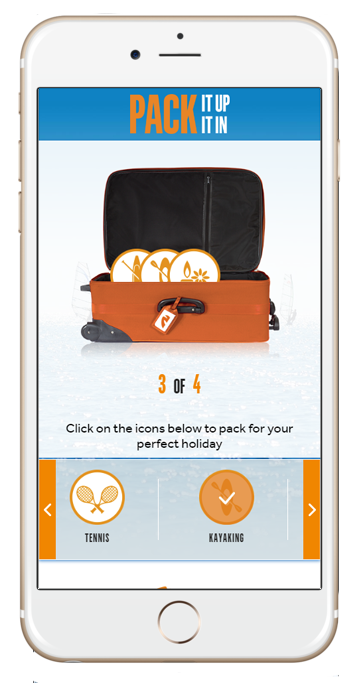 PACK IT UP
IT IN
3 OF 4
Click on the icons below to pack for your
perfect holiday
TENNIS
KAYAKING